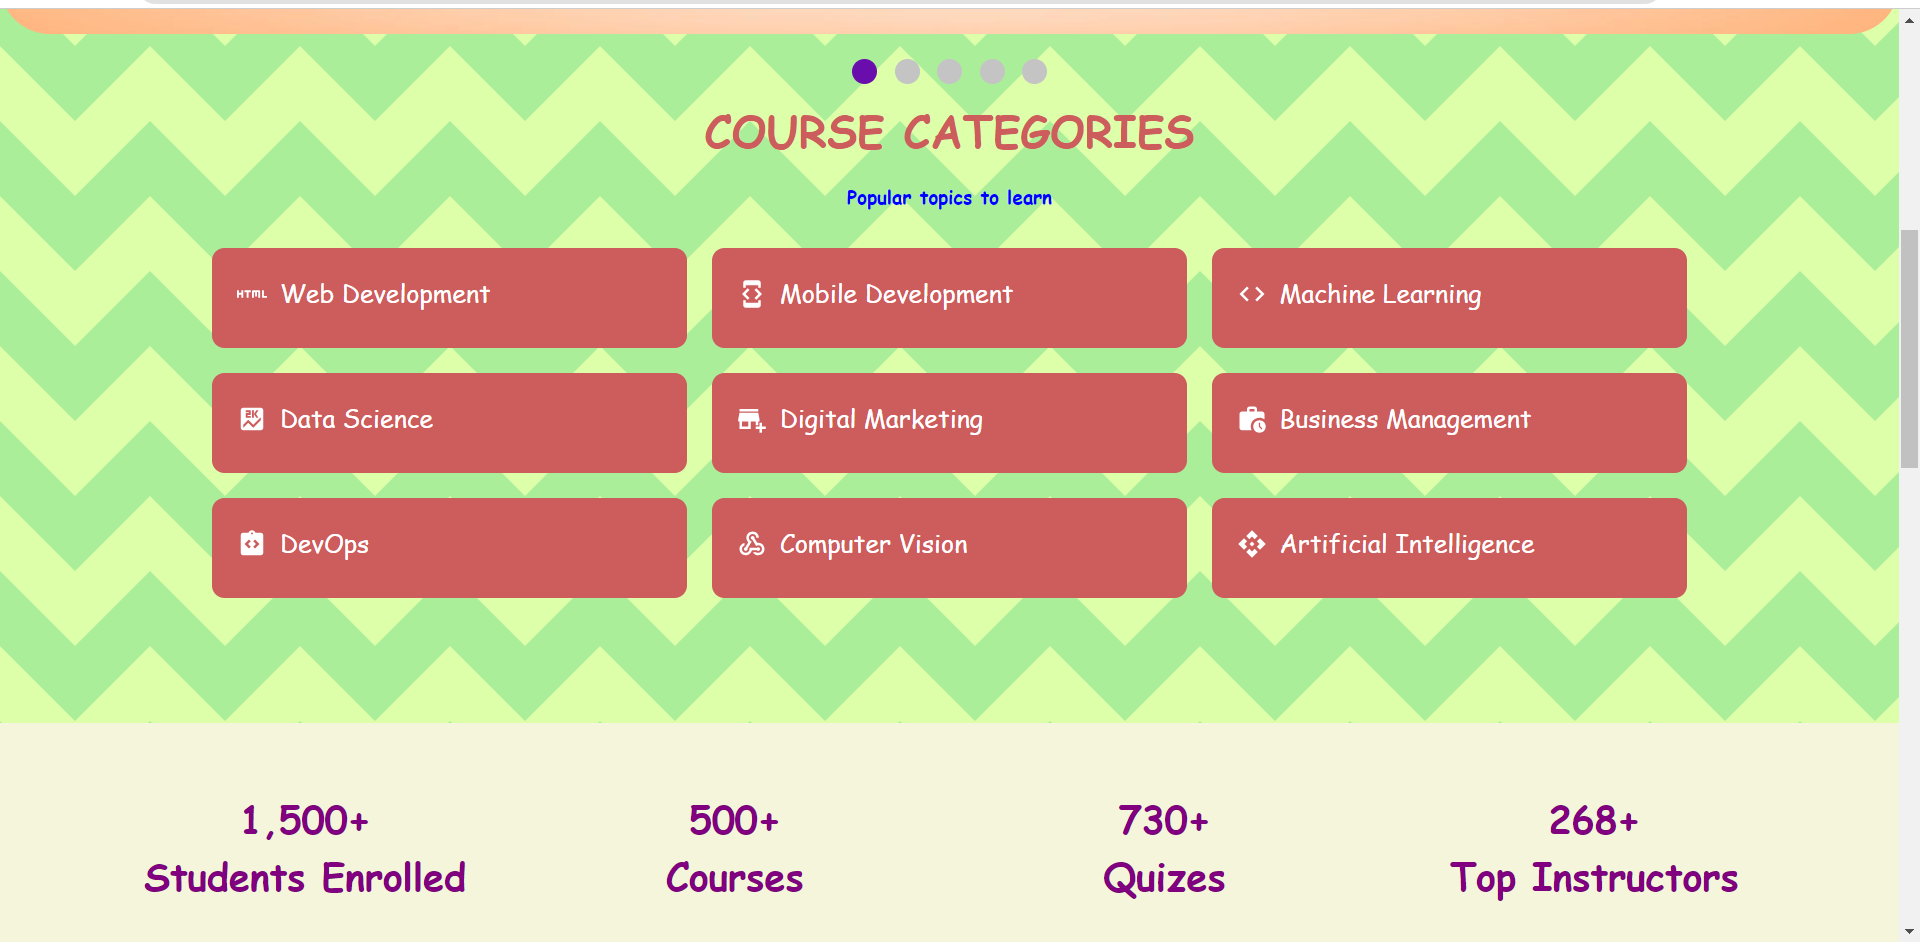 COURSE CATEGORIES
Popular topics to learn
HTML Web Development
Mobile Development
Machine Learning
2K Data Science
Digital Marketing
Business Management
DevOps
Computer Vision
Artificial Intelligence
1,500+
Students Enrolled
500+
Courses
730+
Quizes
268+
Top Instructors